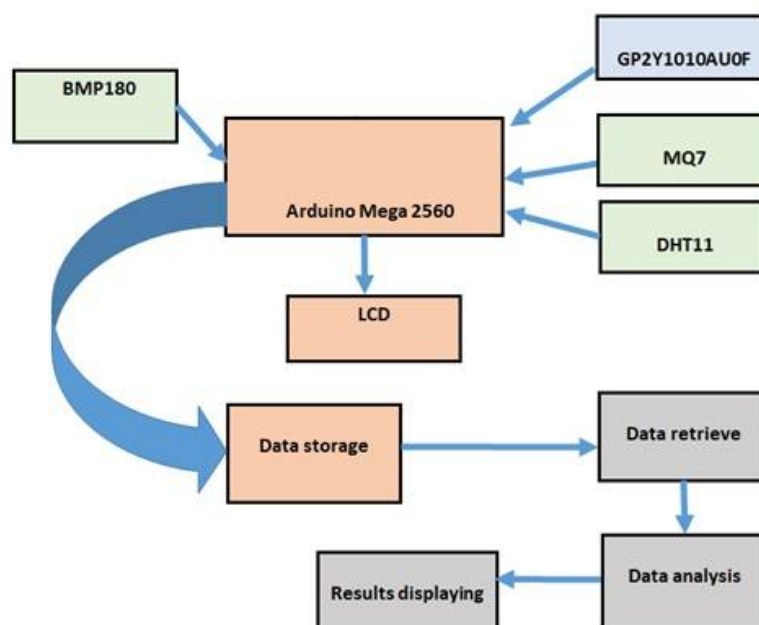 GP2Y1010AU0F
BMP180
MQ7
Arduino Mega 2560
DHT11
LCD
Data storage
Data retrieve
Data analysis
Results displaying